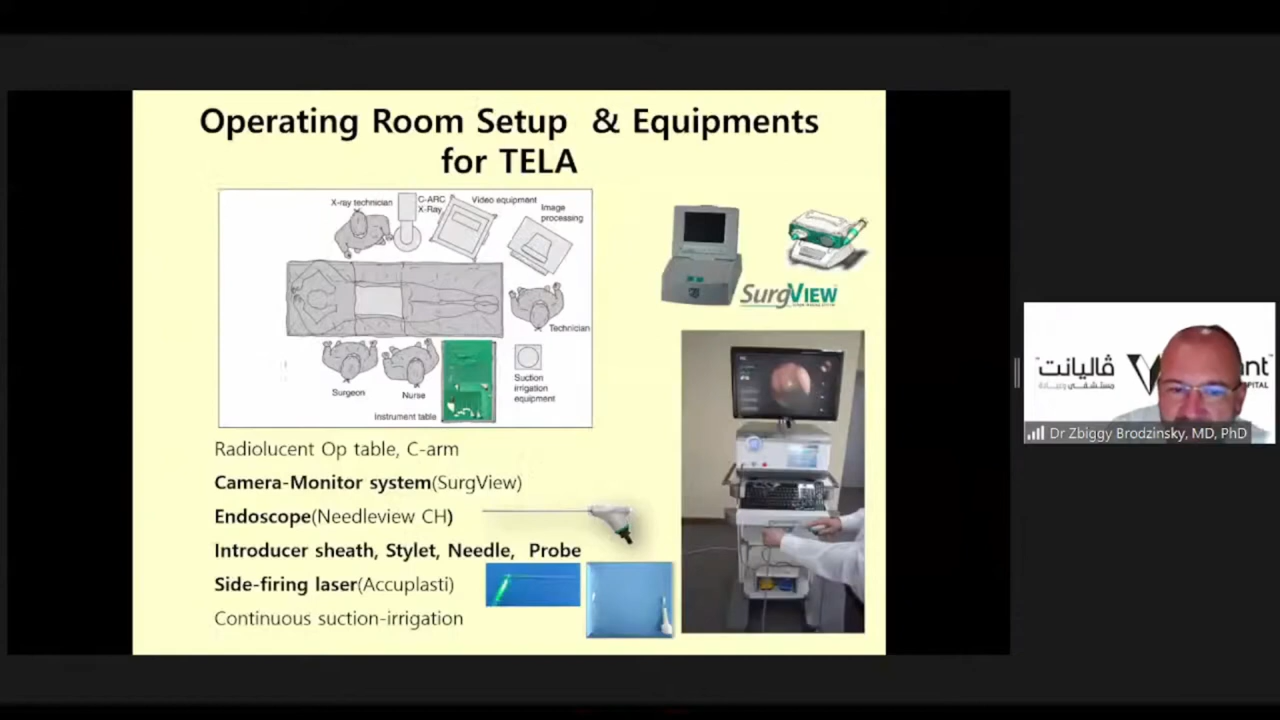 Operating Room Setup & Equipments
for TELA
X-ray technician
C-ARC
X-Ray
Video equipment
Image
processing
Technician
Surgeon
Nurse
Instrument table
Suction
irrigation
equipment
SurgVIEW
Radiolucent Op table, C-arm
Camera-Monitor system(SurgView)
Endoscope(Needleview CH)
Introducer sheath, Stylet, Needle, Probe
Side-firing laser(Accuplasti)
Continuous suction-irrigation
ڤاليانت
Dr Zbiggy Brodzinsky, MD, PhD